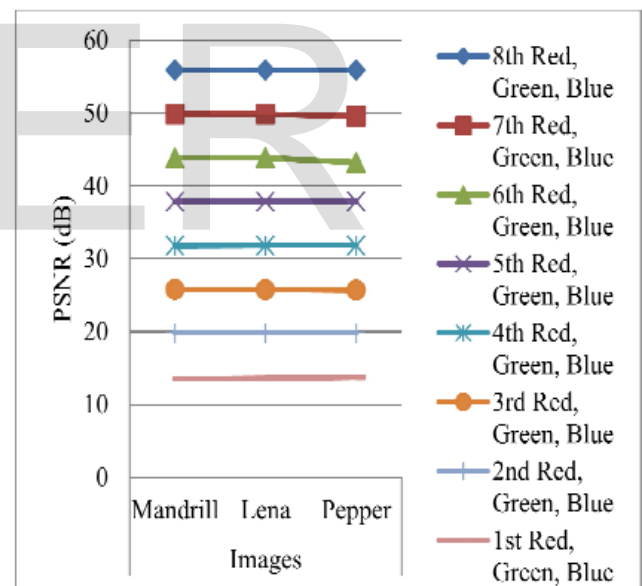 ER
60
50
40
30
20
10
0
PSNR (dB)
Mandrill Lena Pepper
Images
8th Red,
Green, Blue
7th Red,
Green, Blue
6th Red,
Green, Blue
5th Red,
Green, Blue
4th Red,
Green, Blue
3rd Red,
Green, Blue
2nd Red,
Green, Blue
1st Red,
Green, Blue